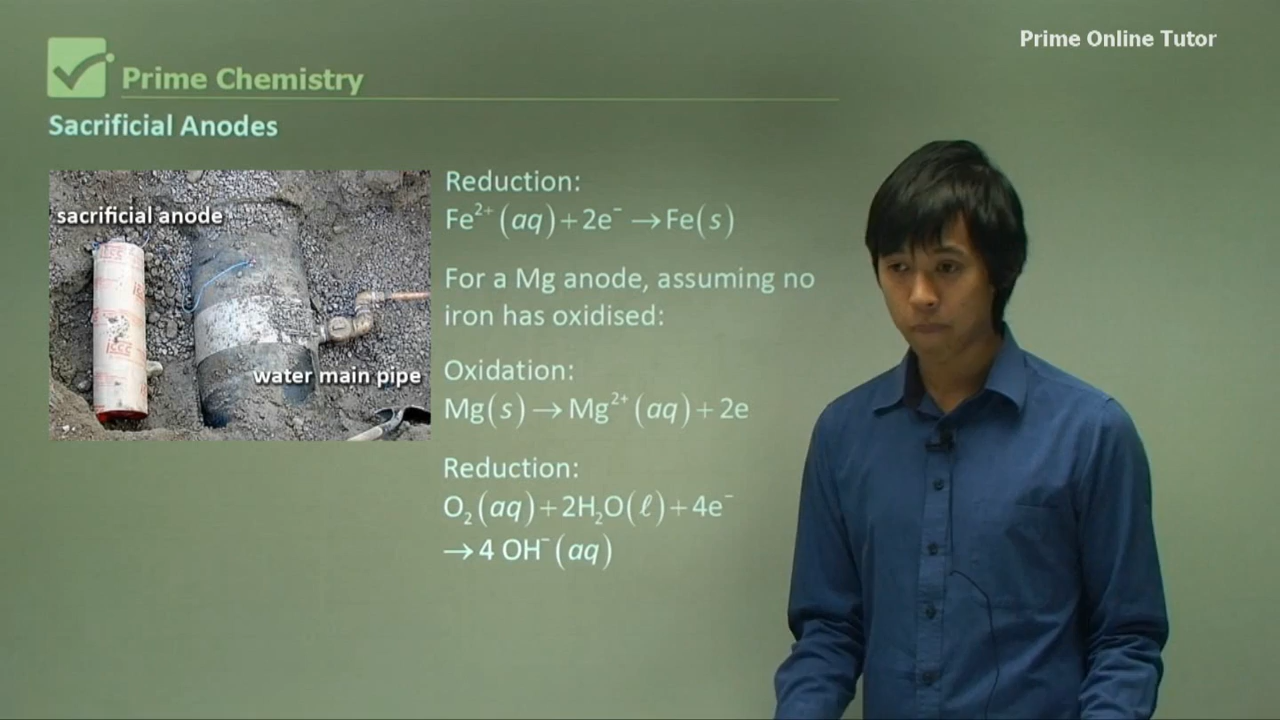 Prime Online Tutor
Prime Chemistry
Sacrificial Anodes
sacrificial anode
water main pipe
Reduction:
Fe²⁺(aq)+2e⁻ →Fe(s)
For a Mg anode, assuming no
iron has oxidised:
Oxidation:
Mg(s)→Mg²⁺(aq)+2e
Reduction:
O₂(aq)+2H₂O(ℓ)+4e⁻
→4 OH⁻(aq)